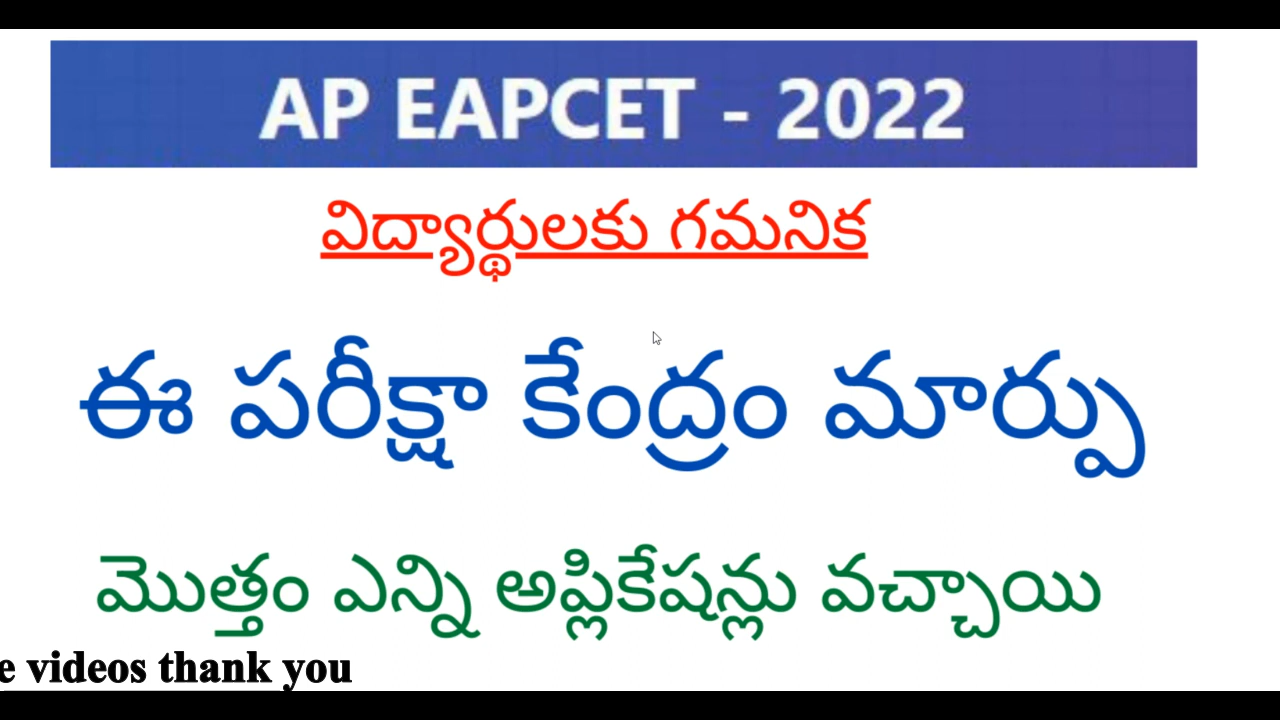 AP EAPCET - 2022
విద్యార్థులకు గమనిక
ఈ పరీక్షా కేంద్రం మార్పు
మొత్తం ఎన్ని అప్లికేషన్లు వచ్చాయి
e videos thank you